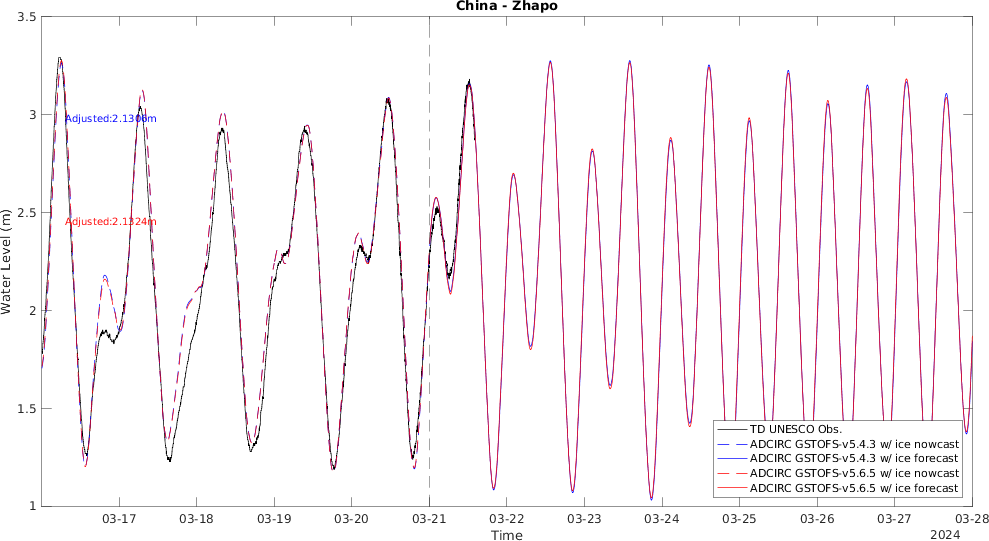 China - Zhapo
3.5
3
2.5
2
1.5
1
Water Level (m)
Adjusted:2.1306m
Adjusted:2.1324m
TD UNESCO Obs.
ADCIRC GSTOFS-v5.4.3 w/ ice nowcast
ADCIRC GSTOFS-v5.4.3 w/ ice forecast
ADCIRC GSTOFS-v5.6.5 w/ ice nowcast
ADCIRC GSTOFS-v5.6.5 w/ ice forecast
03-17 03-18 03-19 03-20 03-21 03-22 03-23 03-24 03-25 03-26 03-27 03-28
Time
2024